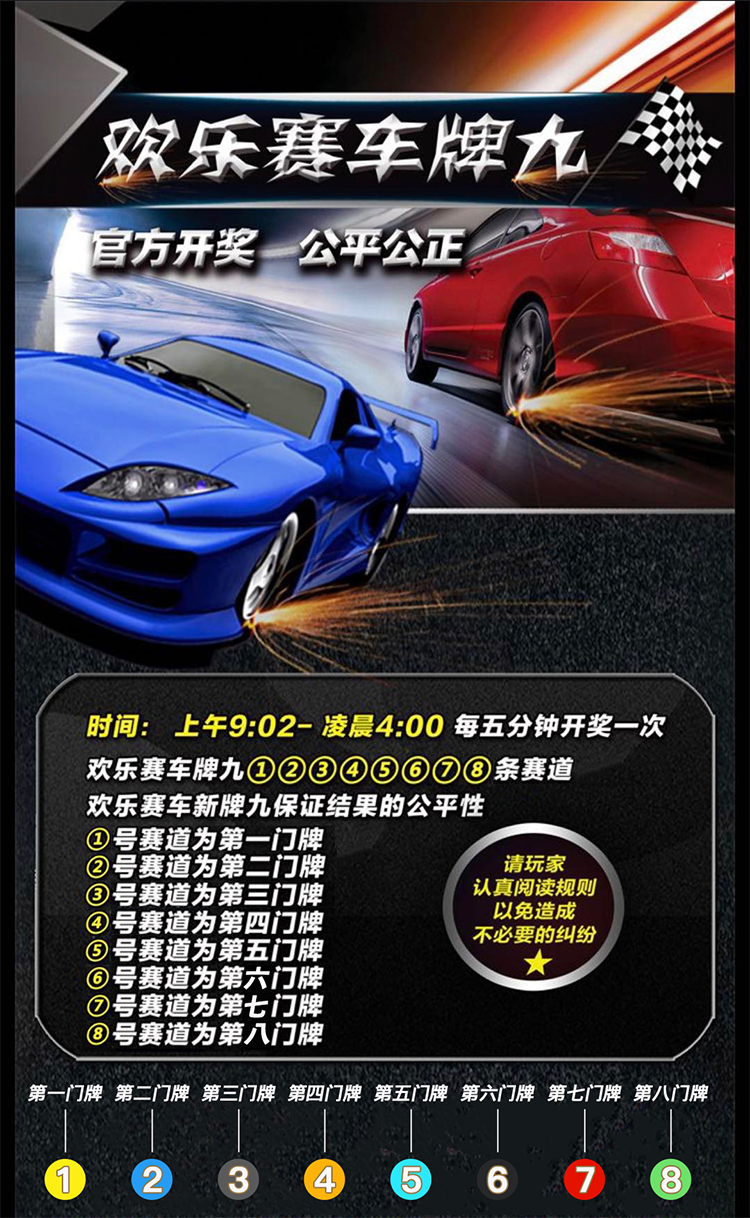 欢乐赛车牌九
官方开奖 公平公正
时间： 上午9:02- 凌晨4:00 每五分钟开奖一次
欢乐赛车牌九①②③④⑤⑥⑦⑧条赛道
欢乐赛车新牌九保证结果的公平性
①号赛道为第一门牌
②号赛道为第二门牌
③号赛道为第三门牌
④号赛道为第四门牌
⑤号赛道为第五门牌
⑥号赛道为第六门牌
⑦号赛道为第七门牌
⑧号赛道为第八门牌
请玩家
认真阅读规则
以免造成
不必要的纠纷
第一门牌 第二门牌 第三门牌 第四门牌 第五门牌 第六门牌 第七门牌 第八门牌
1 2 3 4 5 6 7 8